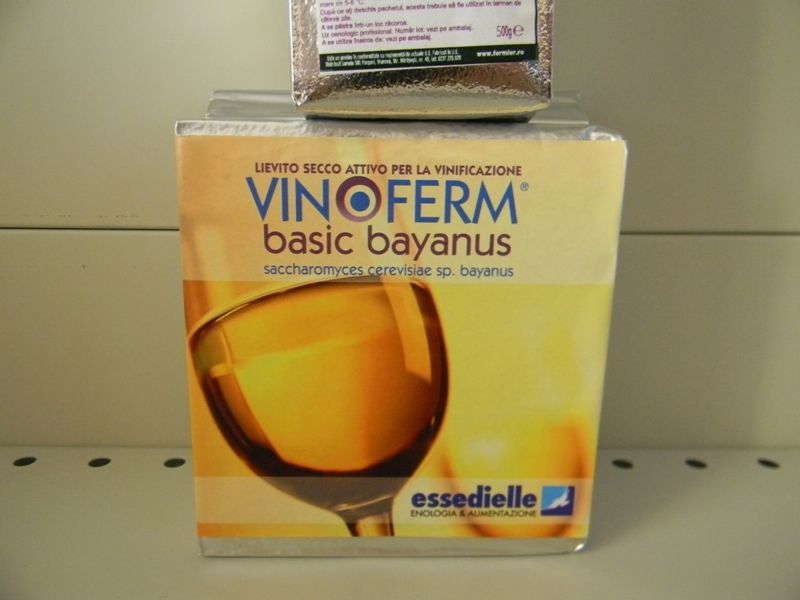 mare de 5-6 °C.
După ce ați deschis pachetul, acesta trebuie să fie utilizat în termen de
câteva zile.
A se păstra într-un loc răcoros.
Uz oenologic profesional. Număr lot: vezi pe ambalaj.
A se utiliza înainte de: vezi pe ambalaj.
500g e
www.fermier.ro
LIEVITO SECCO ATTIVO PER LA VINIFICAZIONE
VINOFERM®
basic bayanus
saccharomyces cerevisiae sp. bayanus
essedielle
ENOLOGIA & ALIMENTAZIONE